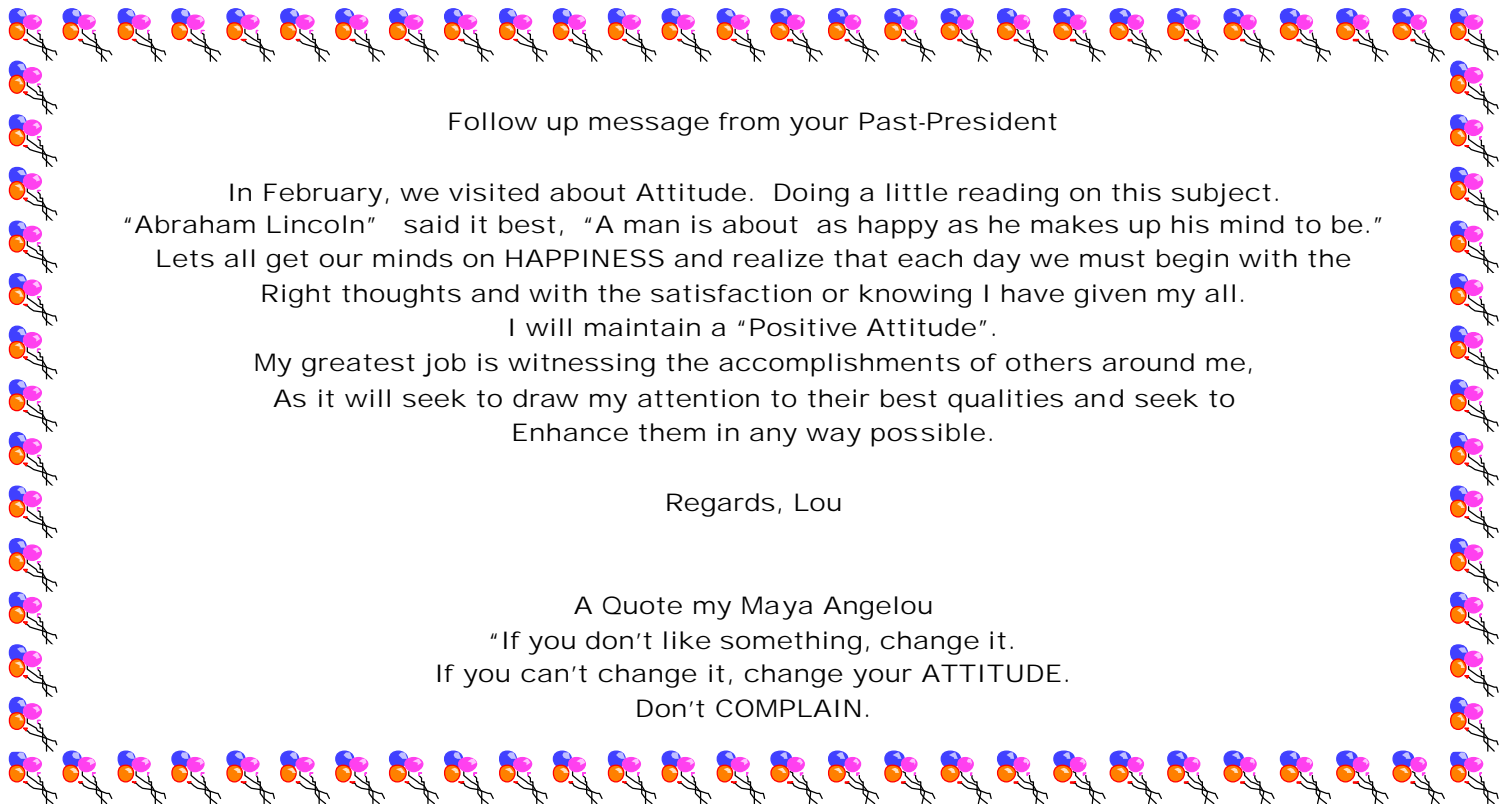 Follow up message from your Past-President
In February, we visited about Attitude.  Doing a little reading on this subject.
“Abraham Lincoln”   said it best,  “A man is about  as happy as he makes up his mind to be.”
Lets all get our minds on HAPPINESS and realize that each day we must begin with the
Right thoughts and with the satisfaction or knowing I have given my all.
I will maintain a “Positive Attitude”.
My greatest job is witnessing the accomplishments of others around me,
As it will seek to draw my attention to their best qualities and seek to
Enhance them in any way possible.
Regards, Lou
A Quote my Maya Angelou
“If you don’t like something, change it.
If you can’t change it, change your ATTITUDE.
Don’t COMPLAIN.